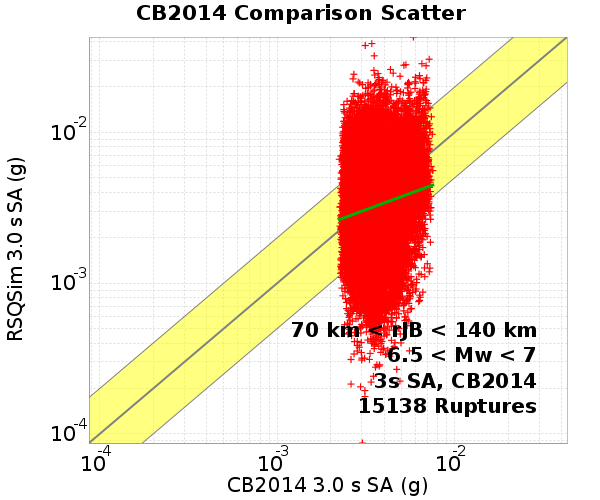 CB2014 Comparison Scatter
RSQSim 3.0 s SA (g)
10-2
10-3
10-4
70 km < rJB < 140 km
6.5 < Mw < 7
3s SA, CB2014
15138 Ruptures
10-4
10-3
10-2
CB2014 3.0 s SA (g)